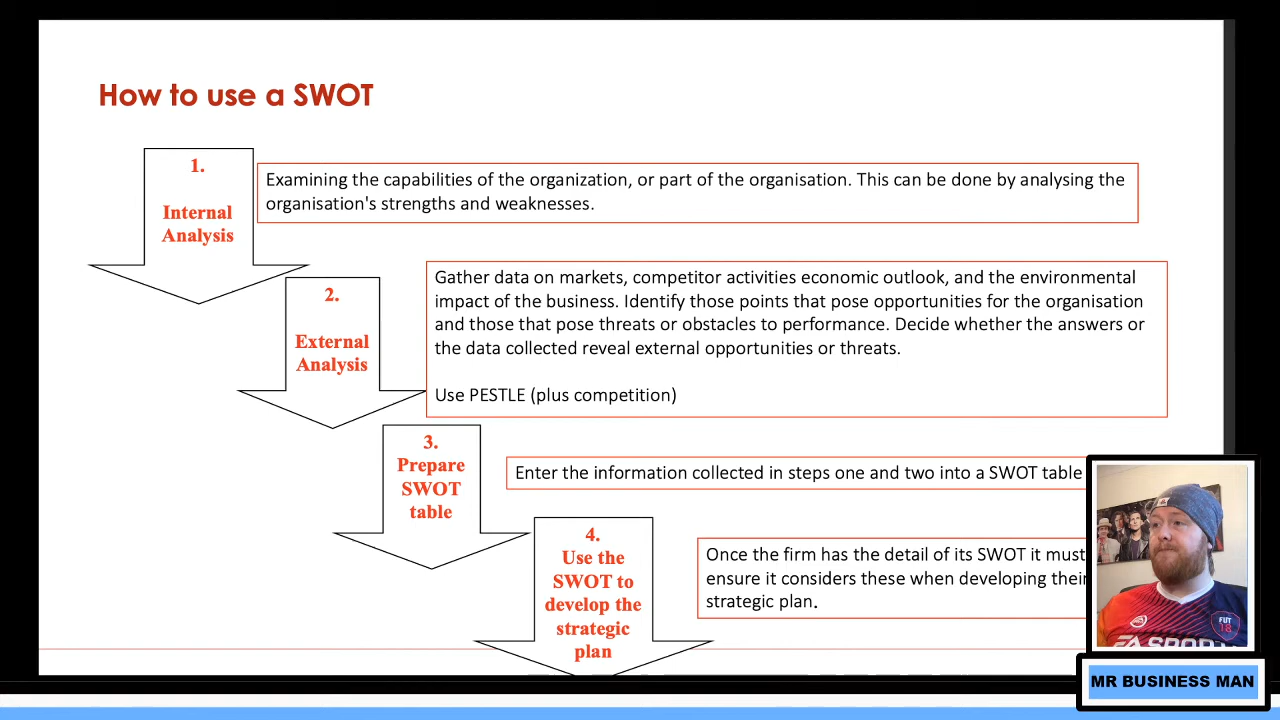 How to use a SWOT
1.
Internal
Analysis
Examining the capabilities of the organization, or part of the organisation. This can be done by analysing the
organisation's strengths and weaknesses.
2.
External
Analysis
Gather data on markets, competitor activities economic outlook, and the environmental
impact of the business. Identify those points that pose opportunities for the organisation
and those that pose threats or obstacles to performance. Decide whether the answers or
the data collected reveal external opportunities or threats.
Use PESTLE (plus competition)
3.
Prepare
SWOT
table
Enter the information collected in steps one and two into a SWOT table
4.
Use the
SWOT to
develop the
strategic
plan
Once the firm has the detail of its SWOT it must
ensure it considers these when developing their
strategic plan.
FUT
18
EA SPORTS
MR BUSINESS MAN